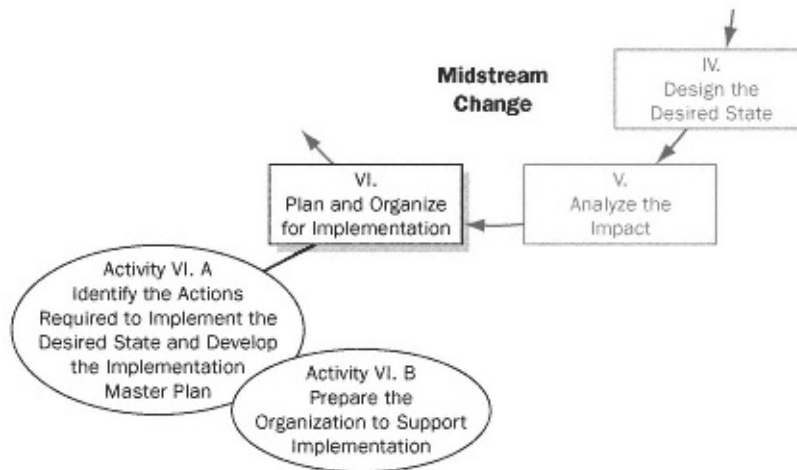 Midstream
Change
IV.
Design the
Desired State
V.
Analyze the
Impact
VI.
Plan and Organize
for Implementation
Activity VI. A
Identify the Actions
Required to Implement the
Desired State and Develop
the Implementation
Master Plan
Activity VI. B
Prepare the
Organization to Support
Implementation